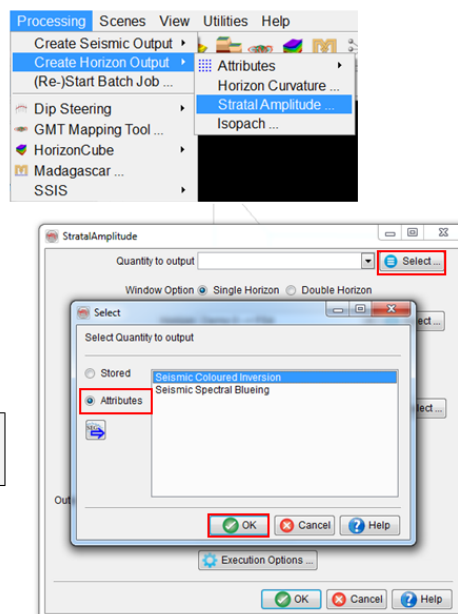 Processing Scenes View Utilities Help
Create Seismic Output
Create Horizon Output
(Re-)Start Batch Job ...
Dip Steering
GMT Mapping Tool ...
HorizonCube
Madagascar ...
SSIS
Attributes
Horizon Curvature ...
Stratal Amplitude ...
Isopach ...
StratalAmplitude
Quantity to output Select ...
Window Option Single Horizon Double Horizon
Select
ect ...
Select Quantity to output
Stored
Attributes
Seismic Coloured Inversion
Seismic Spectral Blueing
lect ...
Out
OK Cancel Help
Execution Options ...
OK Cancel Help